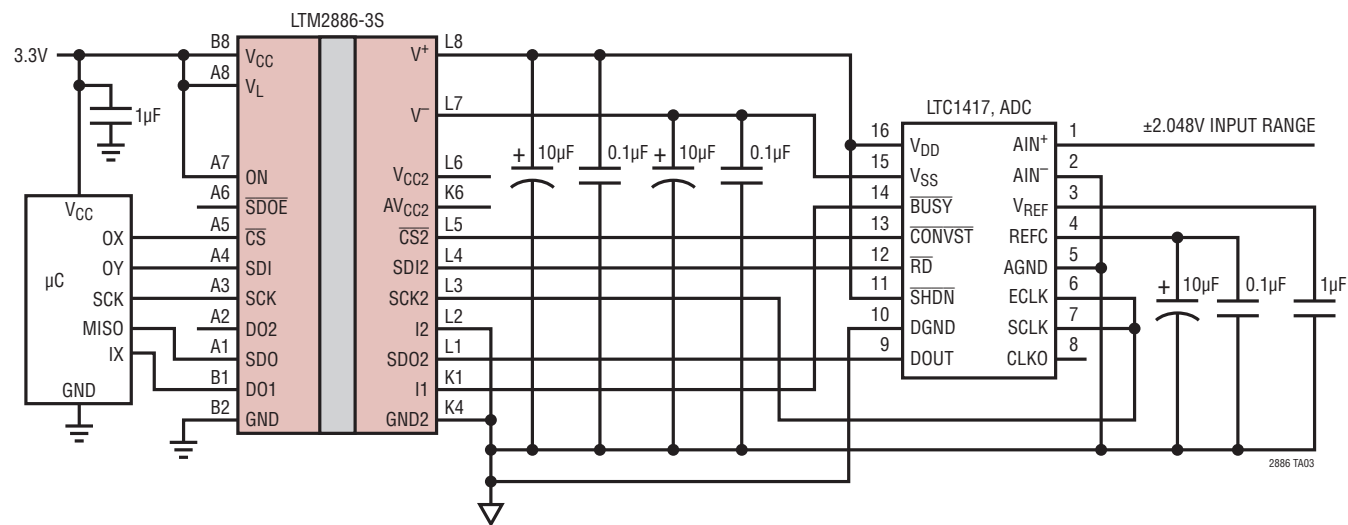 LTM2886-3S
3.3V
B8
VCC
A8
VL
1µF
A7
ON
A6
SDOE
A5
CS
A4
SDI
A3
SCK
A2
DO2
A1
SDO
B1
DO1
B2
GND
VCC
OX
OY
µC
SCK
MISO
IX
GND
L8
V+
L7
V−
L6
VCC2
K6
AVCC2
L5
CS2
L4
SDI2
L3
SCK2
L2
I2
L1
SDO2
K1
I1
K4
GND2
+ 10µF
0.1µF
+ 10µF
0.1µF
LTC1417, ADC
16
VDD
15
VSS
14
BUSY
13
CONVST
12
RD
11
SHDN
10
DGND
9
DOUT
1
AIN+
2
AIN−
3
VREF
4
REFC
5
AGND
6
ECLK
7
SCLK
8
CLKO
±2.048V INPUT RANGE
+ 10µF
0.1µF
1µF
2886 TA03